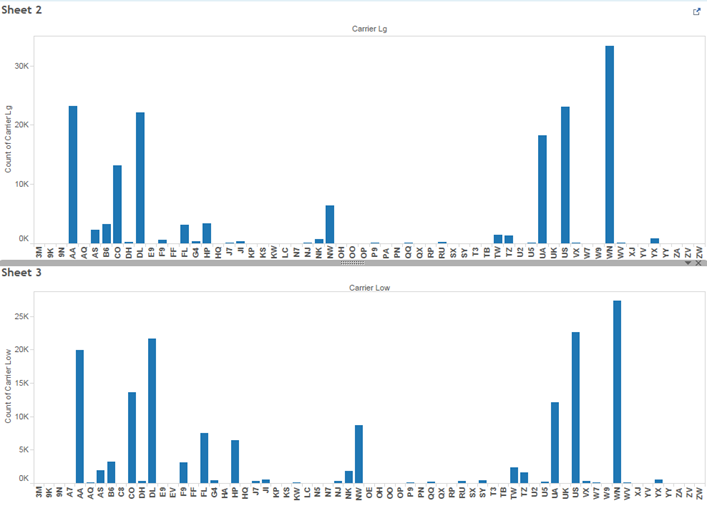 Sheet 2
Carrier Lg
Count of Carrier Lg
30K
20K
10K
0K
3M 9K 9N AA AQ AS B6 CO DH DL E9 F9 FF FL G4 HP HQ J7 JI KP KS KW LC N7 NJ NK NW OH OO OP P9 PA PN QQ QX RP RU SX SY T3 TB TW TZ U2 U5 UA UK US VX W7 W9 WN WV XJ YV YX YY ZA ZV ZW
Sheet 3
Carrier Low
Count of Carrier Low
25K
20K
15K
10K
5K
0K
3M 9K 9N A7 AA AQ AS B6 C8 CO DH DL E9 EV F9 FF FL G4 HA HP HQ J7 JI KP KS KW LC N5 N7 NJ NK NW OE OH OO OP P9 PN QQ QX RP RU SX SY T3 TB TW TZ U2 U5 UA UK US VX W7 W9 WN WV XJ YV YX YY ZA ZV ZW